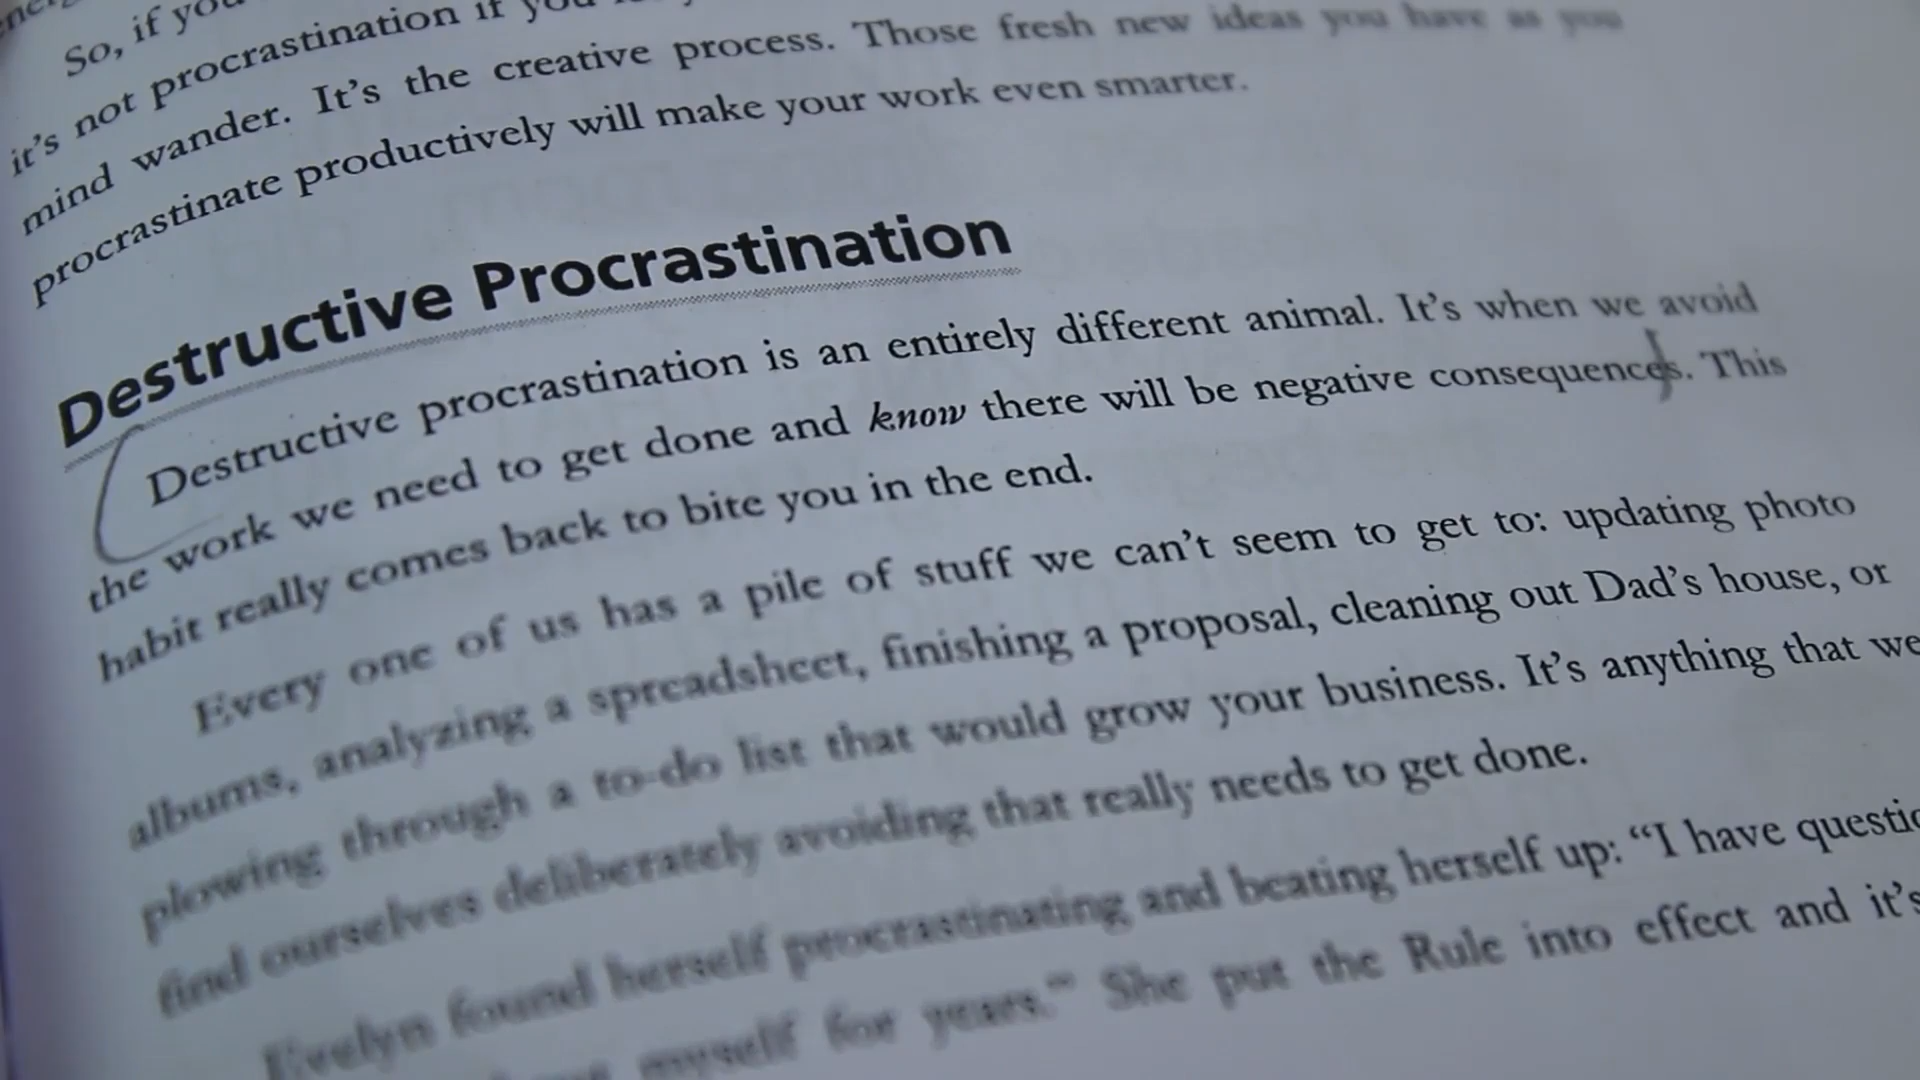 So, if you
it's not procrastination if you
mind wander. It's the creative process. Those fresh new ideas you have as you
procrastinate productively will make your work even smarter.
Destructive Procrastination
Destructive procrastination is an entirely different animal. It's when we avoid
the work we need to get done and know there will be negative consequences. This
habit really comes back to bite you in the end.
Every one of us has a pile of stuff we can't seem to get to: updating photo
albums, analyzing a spreadsheet, finishing a proposal, cleaning out Dad's house, or
plowing through a to-do list that would grow your business. It's anything that we
find ourselves deliberately avoiding that really needs to get done.
Evelyn found herself procrastinating and beating herself up: "I have questio
myself for years." She put the Rule into effect and it's